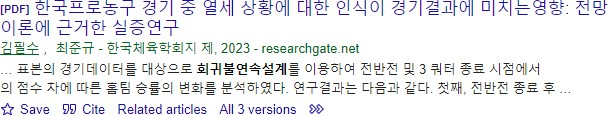 [PDF] 한국프로농구 경기 중 열세 상황에 대한 인식이 경기결과에 미치는영향: 전망
이론에 근거한 실증연구
김필수, 최준규 - 한국체육학회지 제, 2023 - researchgate.net
… 표본의 경기데이터를 대상으로 회귀불연속설계를 이용하여 전반전 및 3 쿼터 종료 시점에서
의 점수 차에 따른 홈팀 승률의 변화를 분석하였다. 연구결과는 다음과 같다. 첫째, 전반전 종료 후 …
Save Cite Related articles All 3 versions